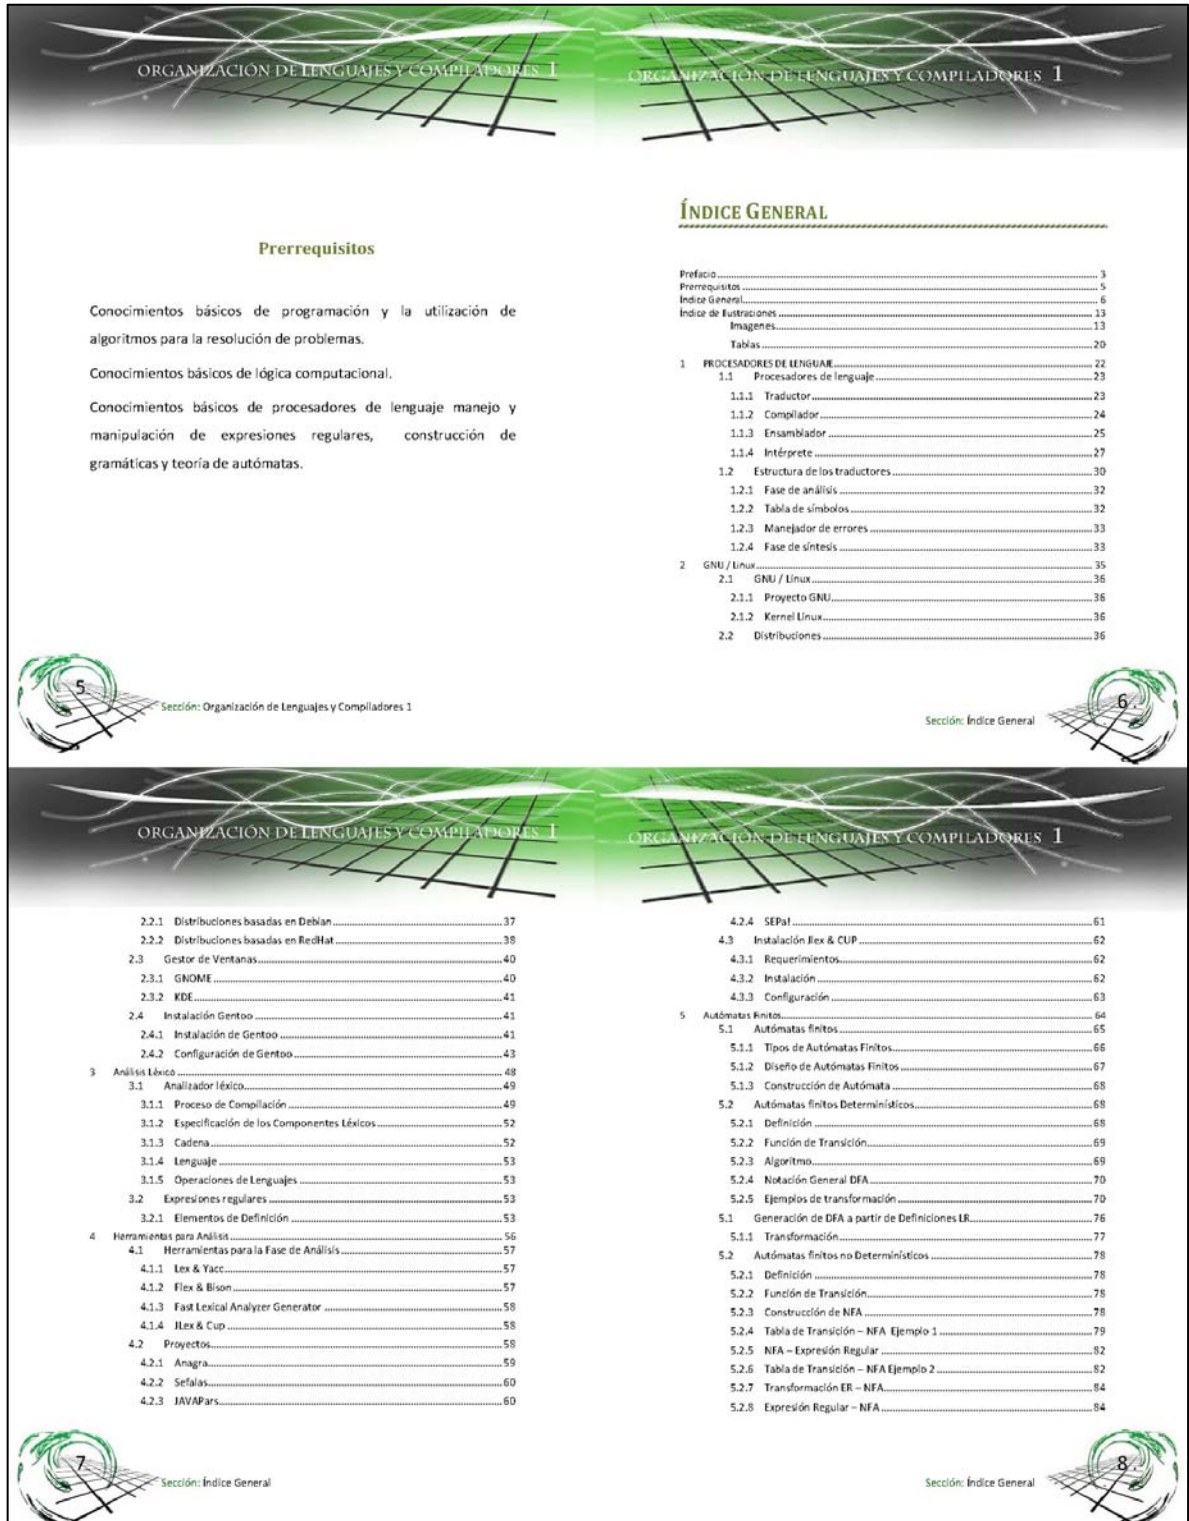 ORGANIZACIÓN DE LENGUAJES Y COMPILADORES 1
Prerrequisitos
Conocimientos básicos de programación y la utilización de
algoritmos para la resolución de problemas.
Conocimientos básicos de lógica computacional.
Conocimientos básicos de procesadores de lenguaje manejo y
manipulación de expresiones regulares, construcción de
gramáticas y teoría de autómatas.
5
Sección: Organización de Lenguajes y Compiladores 1
ORGANIZACIÓN DE LENGUAJES Y COMPILADORES 1
ÍNDICE GENERAL
Prefacio 3
Prerrequisitos 5
Índice General 6
Índice de Ilustraciones 13
Imagenes 13
Tablas 20
1 PROCESADORES DE LENGUAJE 22
1.1 Procesadores de lenguaje 23
1.1.1 Traductor 23
1.1.2 Compilador 24
1.1.3 Ensamblador 25
1.1.4 Intérprete 27
1.2 Estructura de los traductores 30
1.2.1 Fase de análisis 32
1.2.2 Tabla de símbolos 32
1.2.3 Manejador de errores 33
1.2.4 Fase de síntesis 33
2 GNU / Linux 35
2.1 GNU / Linux 36
2.1.1 Proyecto GNU 36
2.1.2 Kernel Linux 36
2.2 Distribuciones 36
Sección: Índice General
6
ORGANIZACIÓN DE LENGUAJES Y COMPILADORES 1
2.2.1 Distribuciones basadas en Debian 37
2.2.2 Distribuciones basadas en RedHat 38
2.3 Gestor de Ventanas 40
2.3.1 GNOME 40
2.3.2 KDE 41
2.4 Instalación Gentoo 41
2.4.1 Instalación de Gentoo 41
2.4.2 Configuración de Gentoo 43
3 Análisis Léxico 48
3.1 Analizador léxico 49
3.1.1 Proceso de Compilación 49
3.1.2 Especificación de los Componentes Léxicos 52
3.1.3 Cadena 52
3.1.4 Lenguaje 53
3.1.5 Operaciones de Lenguajes 53
3.2 Expresiones regulares 53
3.2.1 Elementos de Definición 53
4 Herramientas para Análisis 56
4.1 Herramientas para la Fase de Análisis 57
4.1.1 Lex & Yacc 57
4.1.2 Flex & Bison 57
4.1.3 Fast Lexical Analyzer Generator 58
4.1.4 JLex & Cup 58
4.2 Proyectos 58
4.2.1 Anagra 59
4.2.2 Sefalas 60
4.2.3 JAVAPars 60
7
Sección: Índice General
ORGANIZACIÓN DE LENGUAJES Y COMPILADORES 1
4.2.4 SEPa! 61
4.3 Instalación Jlex & CUP 62
4.3.1 Requerimientos 62
4.3.2 Instalación 62
4.3.3 Configuración 63
5 Autómatas Finitos 64
5.1 Autómatas finitos 65
5.1.1 Tipos de Autómatas Finitos 66
5.1.2 Diseño de Autómatas Finitos 67
5.1.3 Construcción de Autómata 68
5.2 Autómatas finitos Determinísticos 68
5.2.1 Definición 68
5.2.2 Función de Transición 69
5.2.3 Algoritmo 69
5.2.4 Notación General DFA 70
5.2.5 Ejemplos de transformación 70
5.1 Generación de DFA a partir de Definiciones LR 76
5.1.1 Transformación 77
5.2 Autómatas finitos no Determinísticos 78
5.2.1 Definición 78
5.2.2 Función de Transición 78
5.2.3 Construcción de NFA 78
5.2.4 Tabla de Transición – NFA Ejemplo 1 79
5.2.5 NFA – Expresión Regular 82
5.2.6 Tabla de Transición – NFA Ejemplo 2 82
5.2.7 Transformación ER – NFA 84
5.2.8 Expresión Regular – NFA 84
Sección: Índice General
8